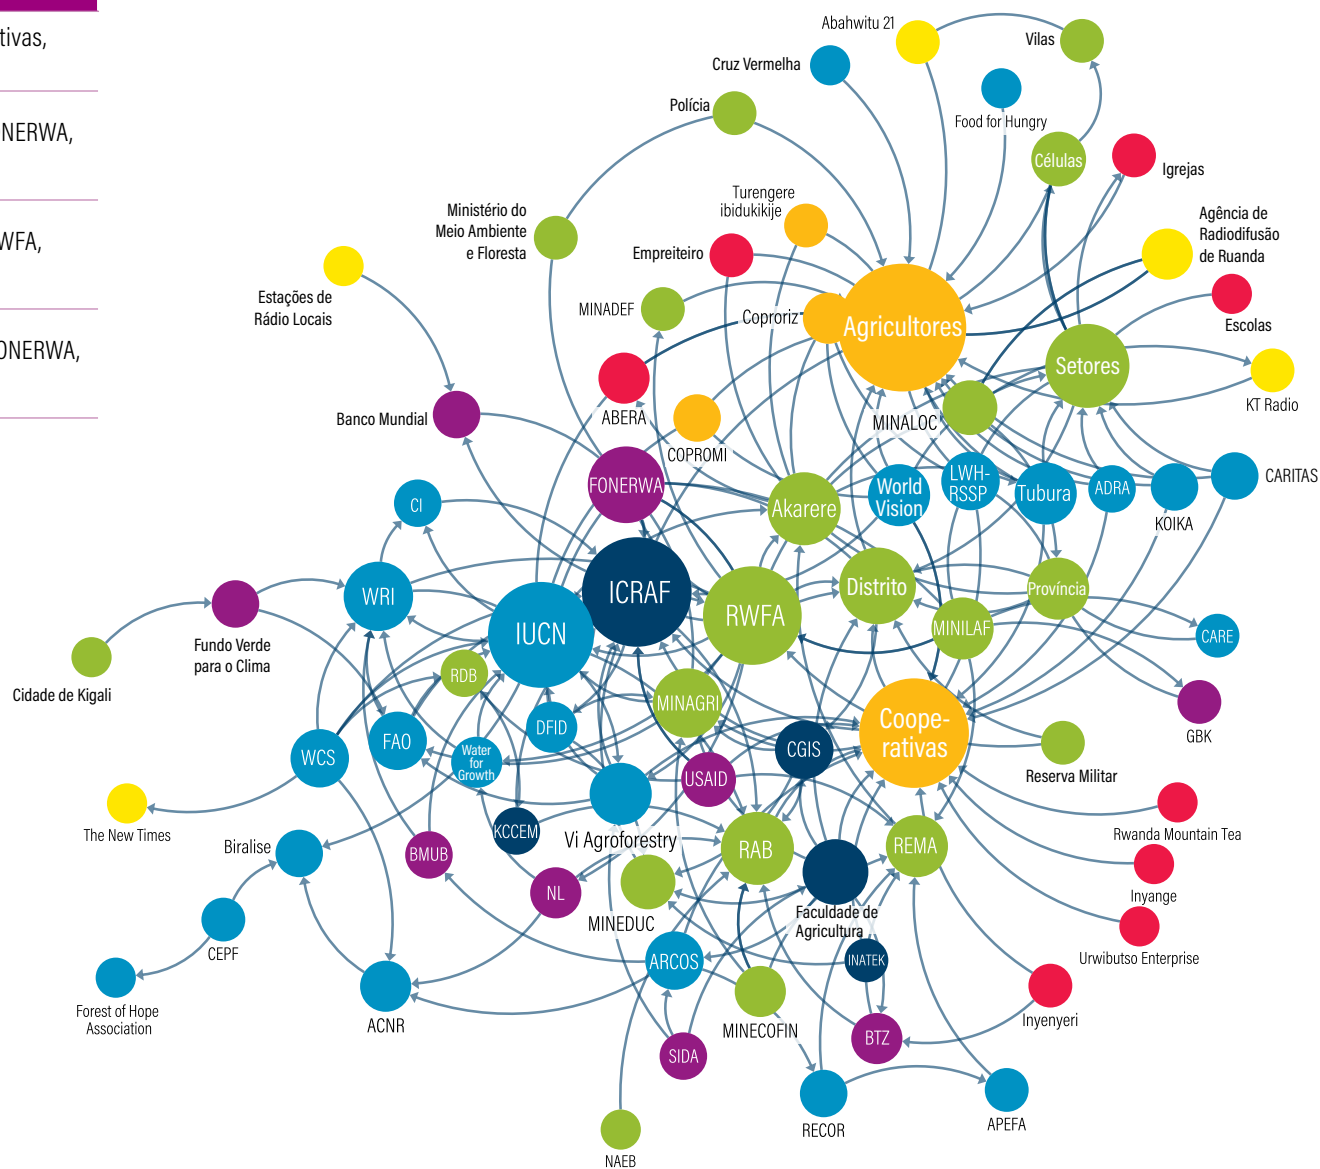 tivas,
NERWA,
WFA,
ONERWA,
Abahwitu 21
Vilas
Cruz Vermelha
Polícia
Food for Hungry
Células
Igrejas
Turengere
ibidukikije
Ministério do
Meio Ambiente
e Floresta
Agência de
Radiodifusão
de Ruanda
Empreiteiro
Estações de
Rádio Locais
MINADEF
Coproriz
Agricultores
Escolas
Setores
KT Radio
ABERA
Banco Mundial
COPROMI
MINALOC
FONERWA
CI
Akarere
World
Vision
LWH-
RSSP
Tubura
ADRA
KOIKA
CARITAS
WRI
ICRAF
RWFA
Distrito
Província
IUCN
MINILAF
CARE
Fundo Verde
para o Clima
Cidade de Kigali
RDB
MINAGRI
GBK
DFID
FAO
WCS
Water
for
Growth
CGIS
Coope-
rativas
Reserva Militar
USAID
The New Times
KCCEM
Vi Agroforestry
Biralise
BMUB
RAB
REMA
Rwanda Mountain Tea
NL
Inyange
MINEDUC
Faculdade de
Agricultura
CEPF
ARCOS
INATEK
Urwibutso Enterprise
Forest of Hope
Association
ACNR
MINECOFIN
Inyenyeri
BTZ
SIDA
RECOR
APEFA
NAEB